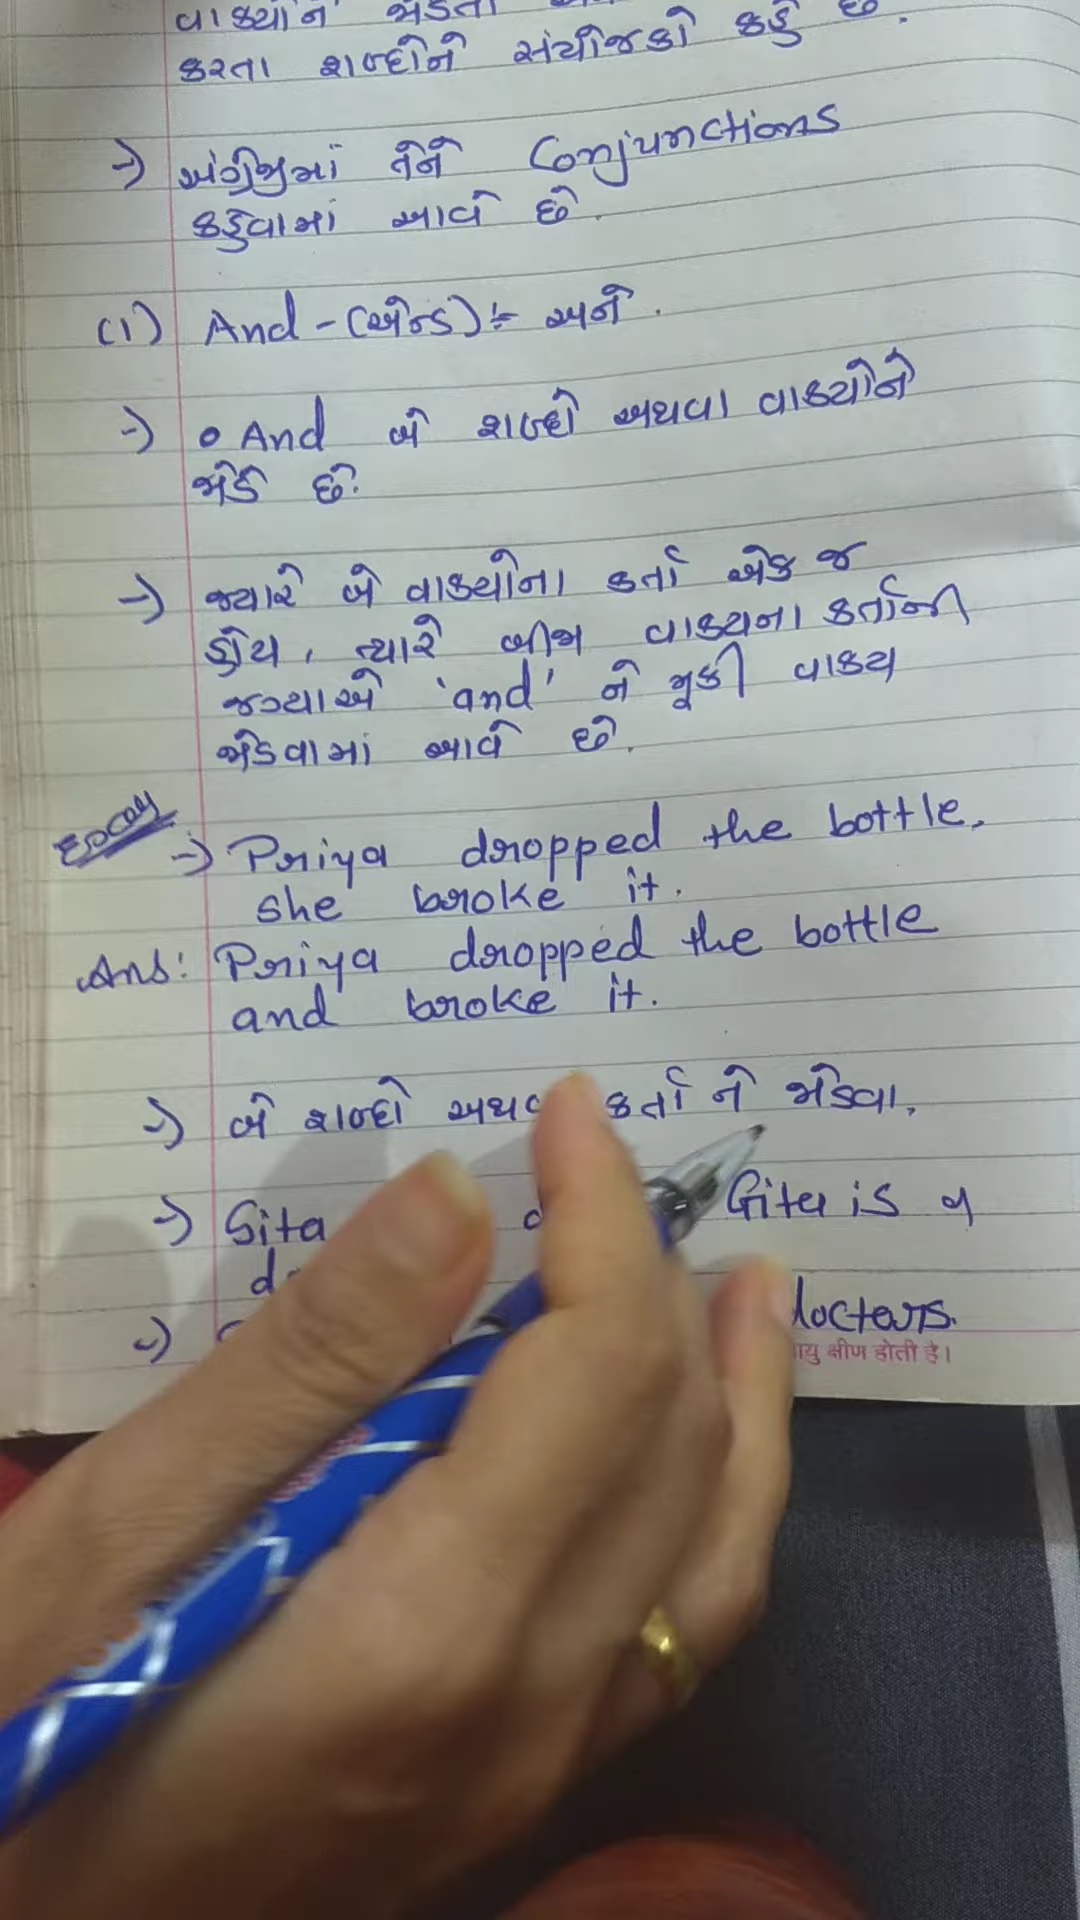 વાક્યોને જોડતા
કરતા શબ્દોને સંયોજકો કહે છે.
→ અંગ્રેજીમાં તેને Conjunctions
કહેવામાં આવે છે.
(1) And - (એન્ડ) :- અને.
→ • And બે શબ્દો અથવા વાક્યોને
જોડે છે.
→ જ્યારે બે વાક્યોના કર્તા એક જ
હોય, ત્યારે બીજા વાક્યના કર્તાની
જગ્યાએ 'and' ને મૂકી વાક્ય
જોડવામાં આવે છે.
→ Priya dropped the bottle.
she broke it.
Ans: Priya dropped the bottle
and broke it.
→ બે શબ્દો કર્તા ને જોડવા.
→ Sita Gita is a
doctors.
आयु क्षीण होती है।